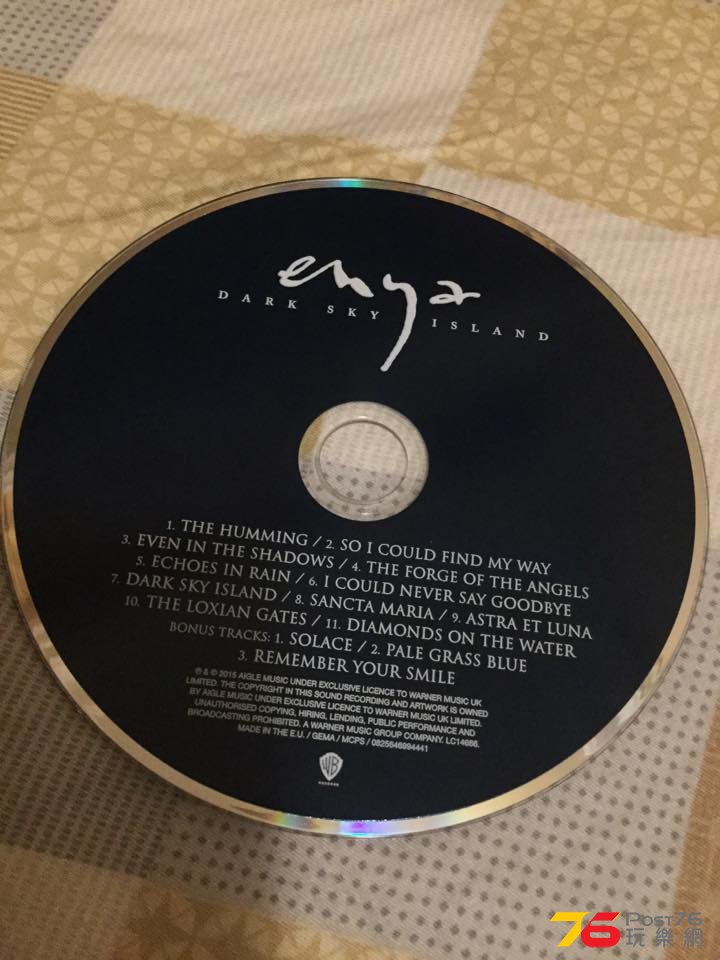 enya
DARK SKY ISLAND
1. THE HUMMING / 2. SO I COULD FIND MY WAY
3. EVEN IN THE SHADOWS / 4. THE FORGE OF THE ANGELS
5. ECHOES IN RAIN / 6. I COULD NEVER SAY GOODBYE
7. DARK SKY ISLAND / 8. SANCTA MARIA / 9. ASTRA ET LUNA
10. THE LOXIAN GATES / 11. DIAMONDS ON THE WATER
BONUS TRACKS: 1. SOLACE / 2. PALE GRASS BLUE
3. REMEMBER YOUR SMILE
℗ & © 2015 AIGLE MUSIC UNDER EXCLUSIVE LICENCE TO WARNER MUSIC UK
LIMITED. THE COPYRIGHT IN THIS SOUND RECORDING AND ARTWORK IS OWNED
BY AIGLE MUSIC UNDER EXCLUSIVE LICENCE TO WARNER MUSIC UK LIMITED.
UNAUTHORISED COPYING, HIRING, LENDING, PUBLIC PERFORMANCE AND
BROADCASTING PROHIBITED. A WARNER MUSIC GROUP COMPANY. LC14666.
MADE IN THE E.U. / GEMA / MCPS / 0825646994441
WB
76 POST76
玩樂網